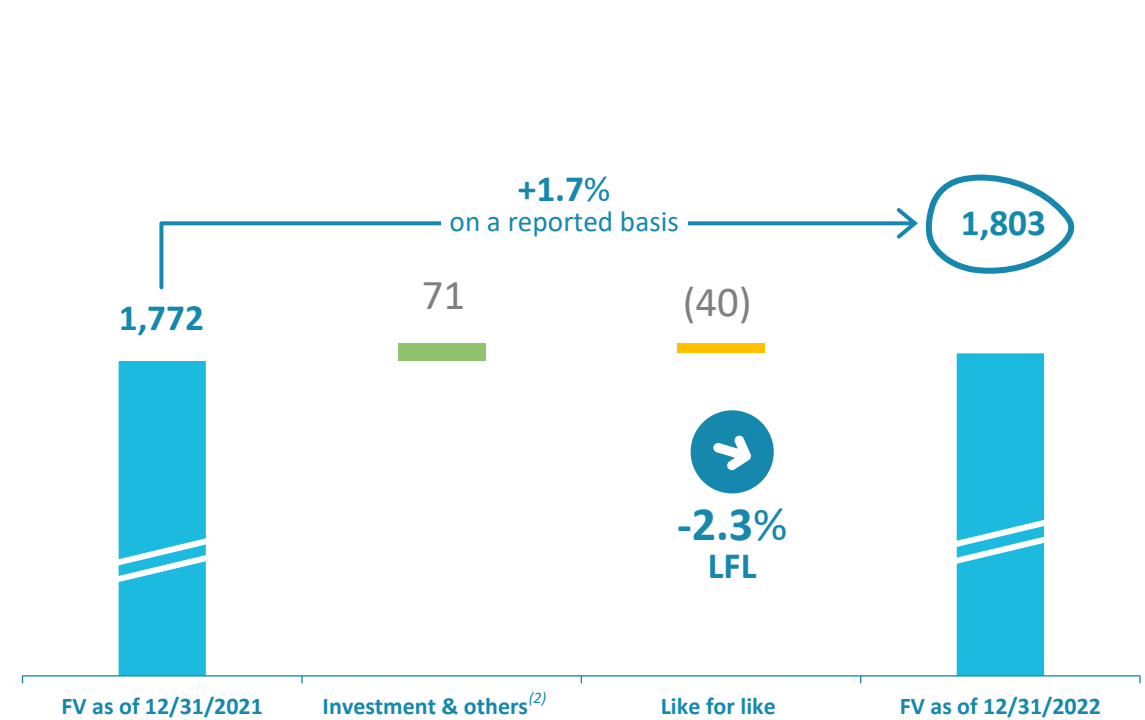 +1.7%
on a reported basis
1,803
1,772
71
(40)
-2.3%
LFL
FV as of 12/31/2021
Investment & others(2)
Like for like
FV as of 12/31/2022